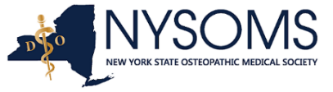 D O
NYSOMS
NEW YORK STATE OSTEOPATHIC MEDICAL SOCIETY